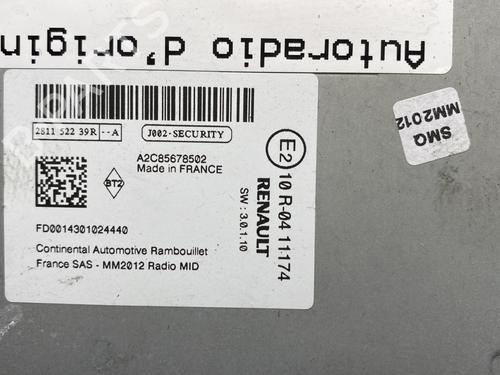 Autoradio d'origin
2811 522 39R --A
J002-SECURITY
A2C85678502
Made in FRANCE
BTZ
FD0014301024440
Continental Automotive Rambouillet
France SAS - MM2012 Radio MID
E2
10 R-04 11174
RENAULT
SW : 3.0.1.10
SMQ
MM2012